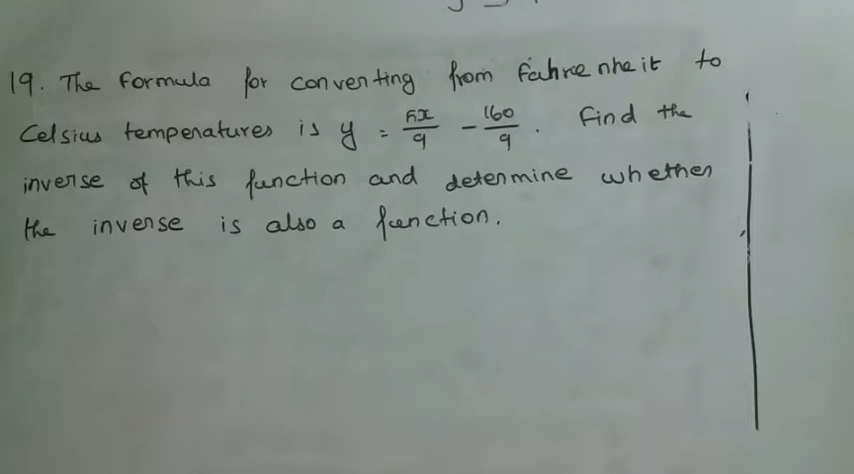 19. The formula for converting from Fahrenheit to
Celsius temperatures is y = 5x/9 - 160/9. Find the
inverse of this function and determine whether
the inverse is also a function.